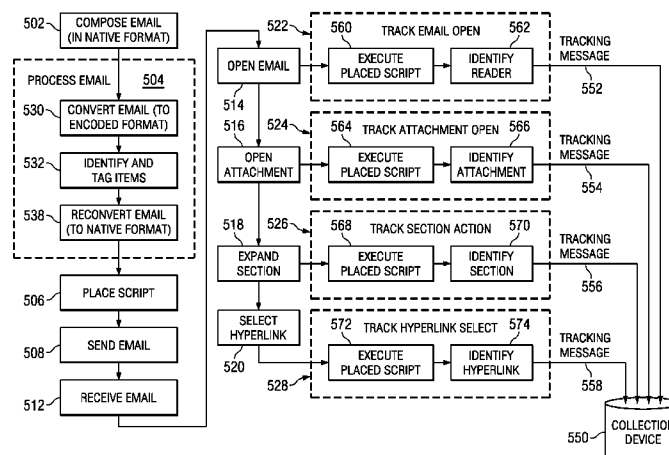 502
COMPOSE EMAIL
(IN NATIVE FORMAT)
PROCESS EMAIL 504
530
CONVERT EMAIL (TO
ENCODED FORMAT)
532
IDENTIFY AND
TAG ITEMS
538
RECONVERT EMAIL
(TO NATIVE FORMAT)
506
PLACE SCRIPT
508
SEND EMAIL
512
RECEIVE EMAIL
OPEN EMAIL
514
516
OPEN
ATTACHMENT
518
EXPAND
SECTION
SELECT
HYPERLINK
520
522
TRACK EMAIL OPEN
560
EXECUTE
PLACED SCRIPT
562
IDENTIFY
READER
TRACKING
MESSAGE
552
524
TRACK ATTACHMENT OPEN
564
EXECUTE
PLACED SCRIPT
566
IDENTIFY
ATTACHMENT
TRACKING
MESSAGE
554
526
TRACK SECTION ACTION
568
EXECUTE
PLACED SCRIPT
570
IDENTIFY
SECTION
TRACKING
MESSAGE
556
528
TRACK HYPERLINK SELECT
572
EXECUTE
PLACED SCRIPT
574
IDENTIFY
HYPERLINK
TRACKING
MESSAGE
558
550
COLLECTION
DEVICE